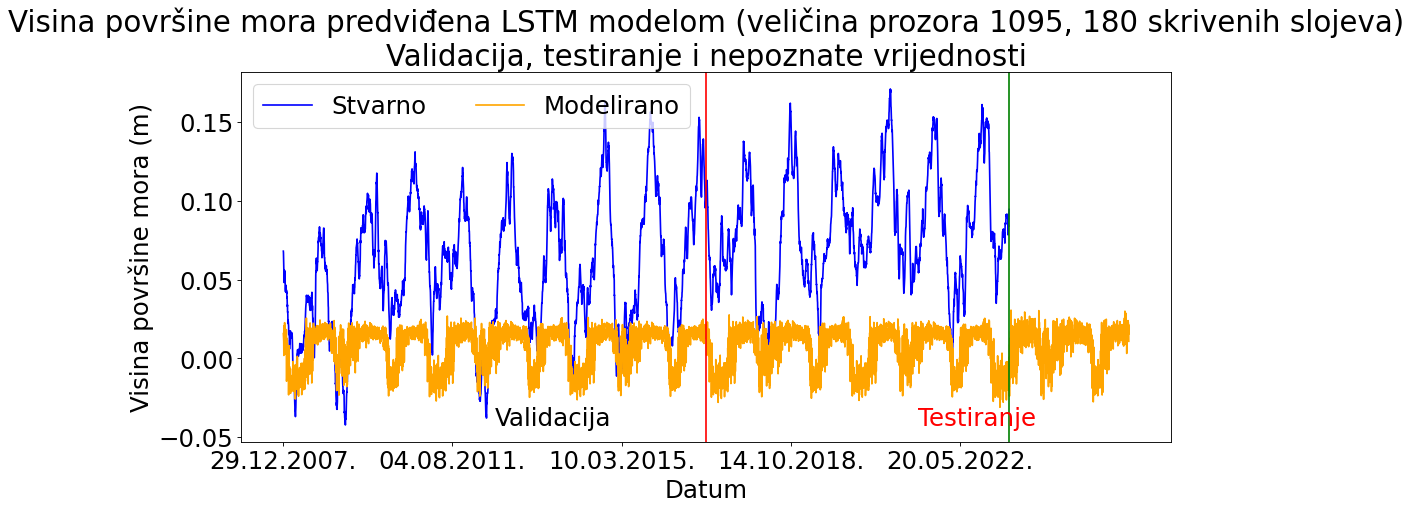 Visina površine mora predviđena LSTM modelom (veličina prozora 1095, 180 skrivenih slojeva)
Validacija, testiranje i nepoznate vrijednosti
Stvarno
Modelirano
Visina površine mora (m)
0.15
0.10
0.05
0.00
−0.05
Validacija
Testiranje
29.12.2007.
04.08.2011.
10.03.2015.
14.10.2018.
20.05.2022.
Datum